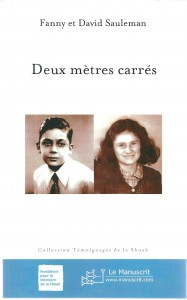 Fanny et David Sauleman
Deux mètres carrés
Collection Témoignages de la Shoah
Fondation
pour la
Mémoire
de la Shoah
Le Manuscrit
www.manuscrit.com